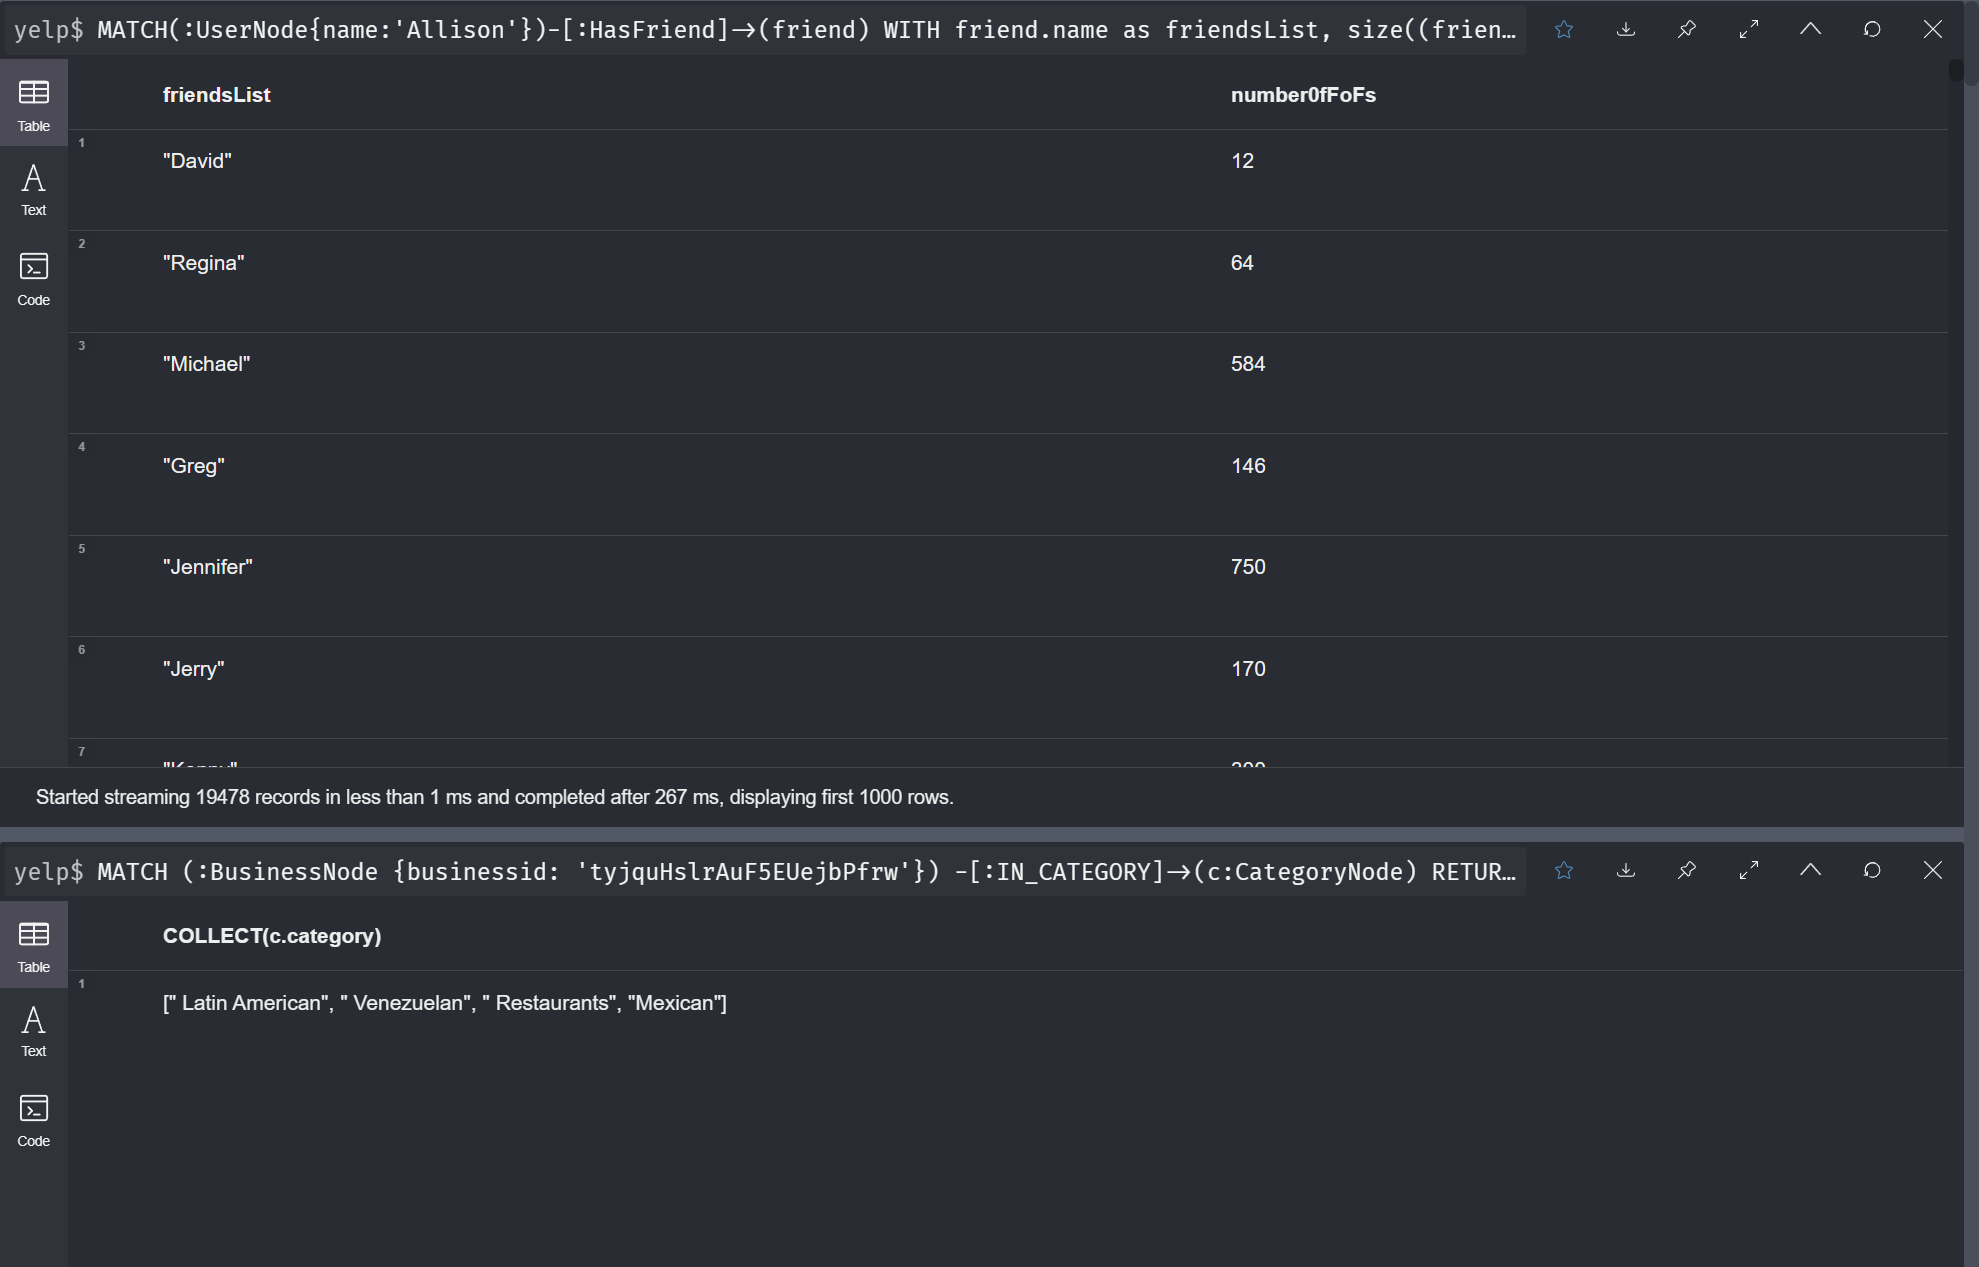 yelp$ MATCH(:UserNode{name:'Allison'})-[:HasFriend]→(friend) WITH friend.name as friendsList, size((frien…
Table
Text
Code
friendsList number0fFoFs
1 "David" 12
2 "Regina" 64
3 "Michael" 584
4 "Greg" 146
5 "Jennifer" 750
6 "Jerry" 170
7
Started streaming 19478 records in less than 1 ms and completed after 267 ms, displaying first 1000 rows.
yelp$ MATCH (:BusinessNode {businessid: 'tyjquHslrAuF5EUejbPfrw'}) -[:IN_CATEGORY]→(c:CategoryNode) RETUR…
Table
Text
Code
COLLECT(c.category)
1 [" Latin American", " Venezuelan", " Restaurants", "Mexican"]